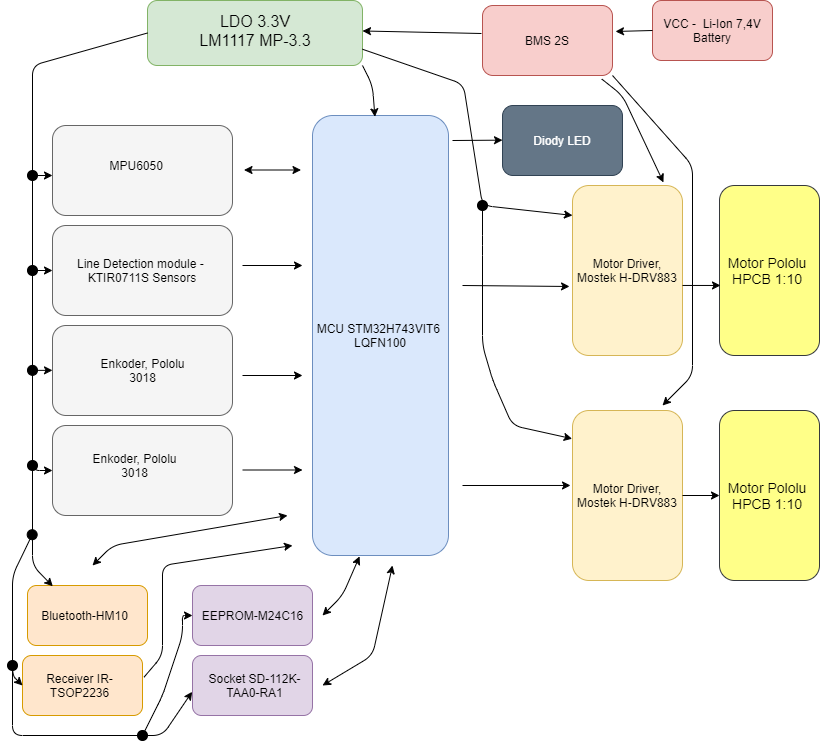 LDO 3.3V
LM1117 MP-3.3
BMS 2S
VCC - Li-Ion 7,4V
Battery
MPU6050
Diody LED
Line Detection module -
KTIR0711S Sensors
Motor Driver,
Mostek H-DRV883
Motor Pololu
HPCB 1:10
MCU STM32H743VIT6
LQFN100
Enkoder, Pololu
3018
Enkoder, Pololu
3018
Motor Driver,
Mostek H-DRV883
Motor Pololu
HPCB 1:10
Bluetooth-HM10
EEPROM-M24C16
Receiver IR-
TSOP2236
Socket SD-112K-
TAA0-RA1